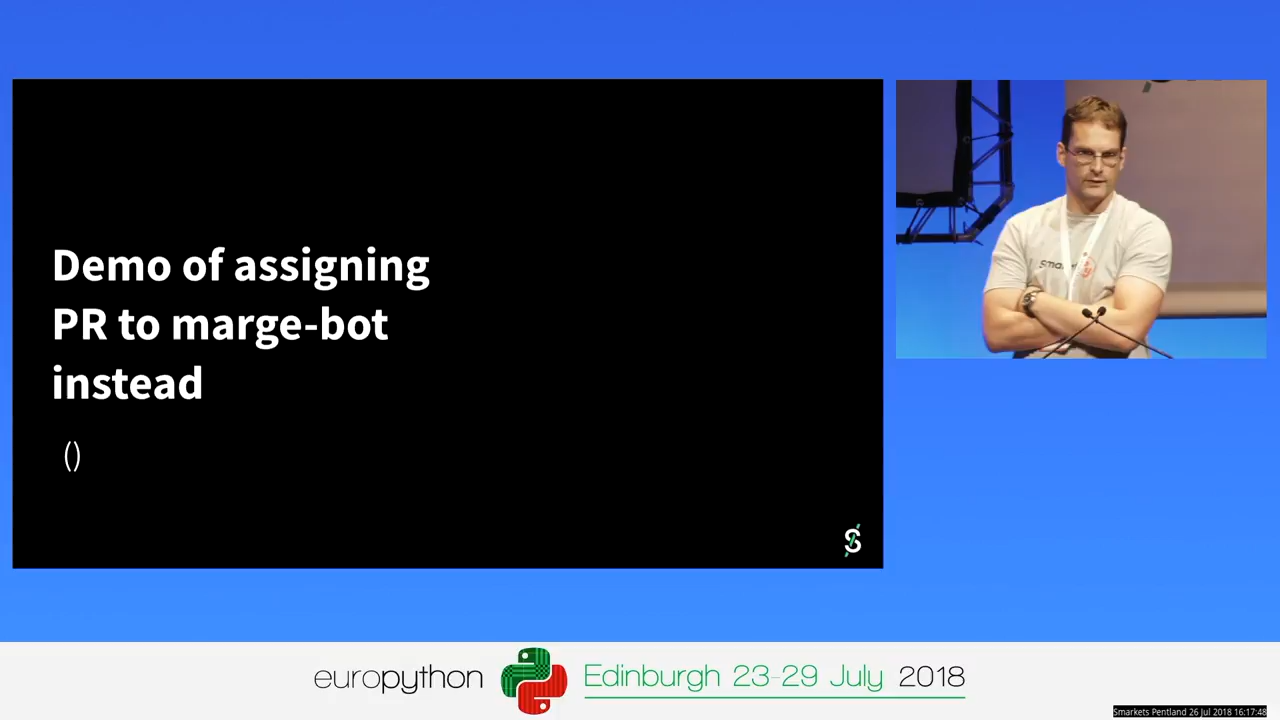 Demo of assigning
PR to marge-bot
instead
()
europython
Edinburgh 23-29 July 2018
Smarkets Pentland 26 Jul 2018 16:17:48